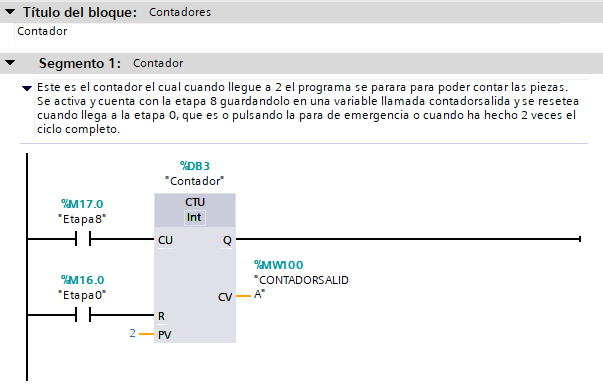 Título del bloque: Contadores
Contador
Segmento 1: Contador
Este es el contador el cual cuando llegue a 2 el programa se parara para poder contar las piezas.
Se activa y cuenta con la etapa 8 guardandolo en una variable llamada contadorsalida y se resetea
cuando llega a la etapa 0, que es o pulsando la para de emergencia o cuando ha hecho 2 veces el
ciclo completo.
%DB3
"Contador"
%M17.0
"Etapa8"
CTU
Int
CU Q
%M16.0
"Etapa0"
%MW100
"CONTADORSALID
A"
CV
R
2 PV